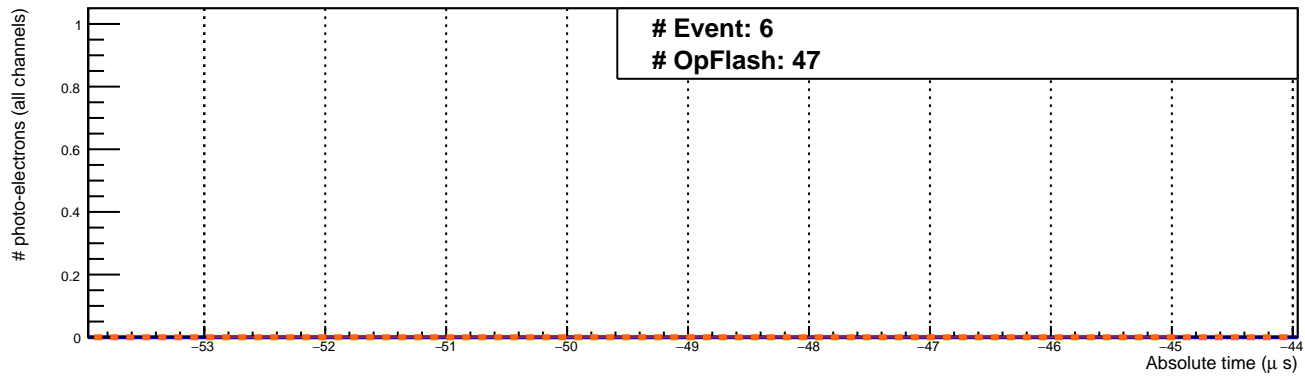 # Event: 6
# OpFlash: 47
# photo-electrons (all channels)
1
0.8
0.6
0.4
0.2
0
−53 −52 −51 −50 −49 −48 −47 −46 −45 −44
Absolute time (μ s)